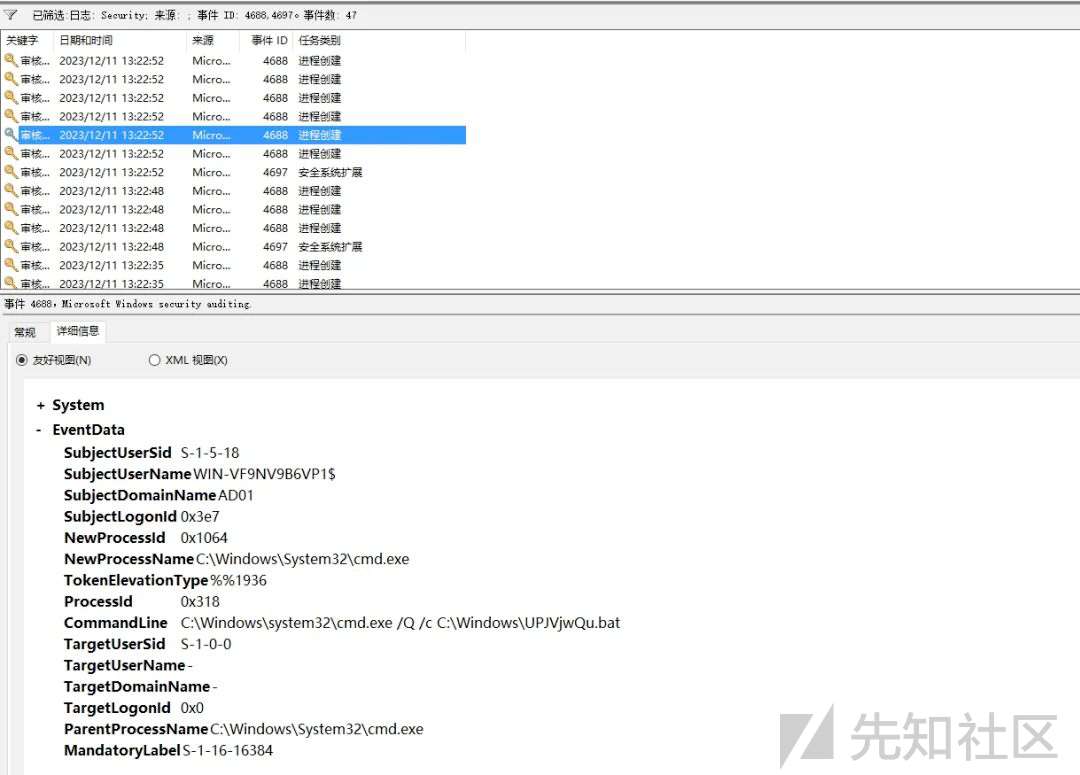 已筛选:日志: Security; 来源: ; 事件 ID: 4688,4697。事件数: 47
关键字 日期和时间 来源 事件 ID 任务类别
审核... 2023/12/11 13:22:52 Micro... 4688 进程创建
审核... 2023/12/11 13:22:52 Micro... 4688 进程创建
审核... 2023/12/11 13:22:52 Micro... 4688 进程创建
审核... 2023/12/11 13:22:52 Micro... 4688 进程创建
审核... 2023/12/11 13:22:52 Micro... 4688 进程创建
审核... 2023/12/11 13:22:52 Micro... 4688 进程创建
审核... 2023/12/11 13:22:52 Micro... 4697 安全系统扩展
审核... 2023/12/11 13:22:48 Micro... 4688 进程创建
审核... 2023/12/11 13:22:48 Micro... 4688 进程创建
审核... 2023/12/11 13:22:48 Micro... 4688 进程创建
审核... 2023/12/11 13:22:48 Micro... 4697 安全系统扩展
审核... 2023/12/11 13:22:35 Micro... 4688 进程创建
审核... 2023/12/11 13:22:35 Micro... 4688 进程创建
事件 4688，Microsoft Windows security auditing.
常规 详细信息
友好视图(N) XML 视图(X)
+ System
- EventData
SubjectUserSid S-1-5-18
SubjectUserName WIN-VF9NV9B6VP1$
SubjectDomainName AD01
SubjectLogonId 0x3e7
NewProcessId 0x1064
NewProcessName C:\Windows\System32\cmd.exe
TokenElevationType %%1936
ProcessId 0x318
CommandLine C:\Windows\system32\cmd.exe /Q /c C:\Windows\UPJVjwQu.bat
TargetUserSid S-1-0-0
TargetUserName -
TargetDomainName -
TargetLogonId 0x0
ParentProcessName C:\Windows\System32\cmd.exe
MandatoryLabel S-1-16-16384
先知社区